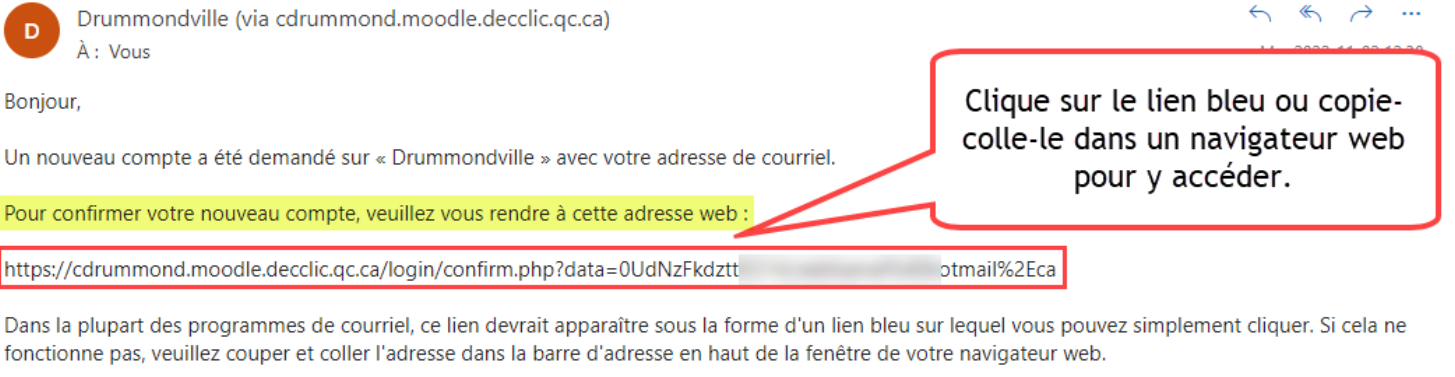 D
Drummondville (via cdrummond.moodle.decclic.qc.ca)
À : Vous
Bonjour,
Clique sur le lien bleu ou copie-
colle-le dans un navigateur web
pour y accéder.
Un nouveau compte a été demandé sur « Drummondville » avec votre adresse de courriel.
Pour confirmer votre nouveau compte, veuillez vous rendre à cette adresse web :
https://cdrummond.moodle.decclic.qc.ca/login/confirm.php?data=0UdNzFkdztt otmail%2Eca
Dans la plupart des programmes de courriel, ce lien devrait apparaître sous la forme d'un lien bleu sur lequel vous pouvez simplement cliquer. Si cela ne
fonctionne pas, veuillez couper et coller l'adresse dans la barre d'adresse en haut de la fenêtre de votre navigateur web.